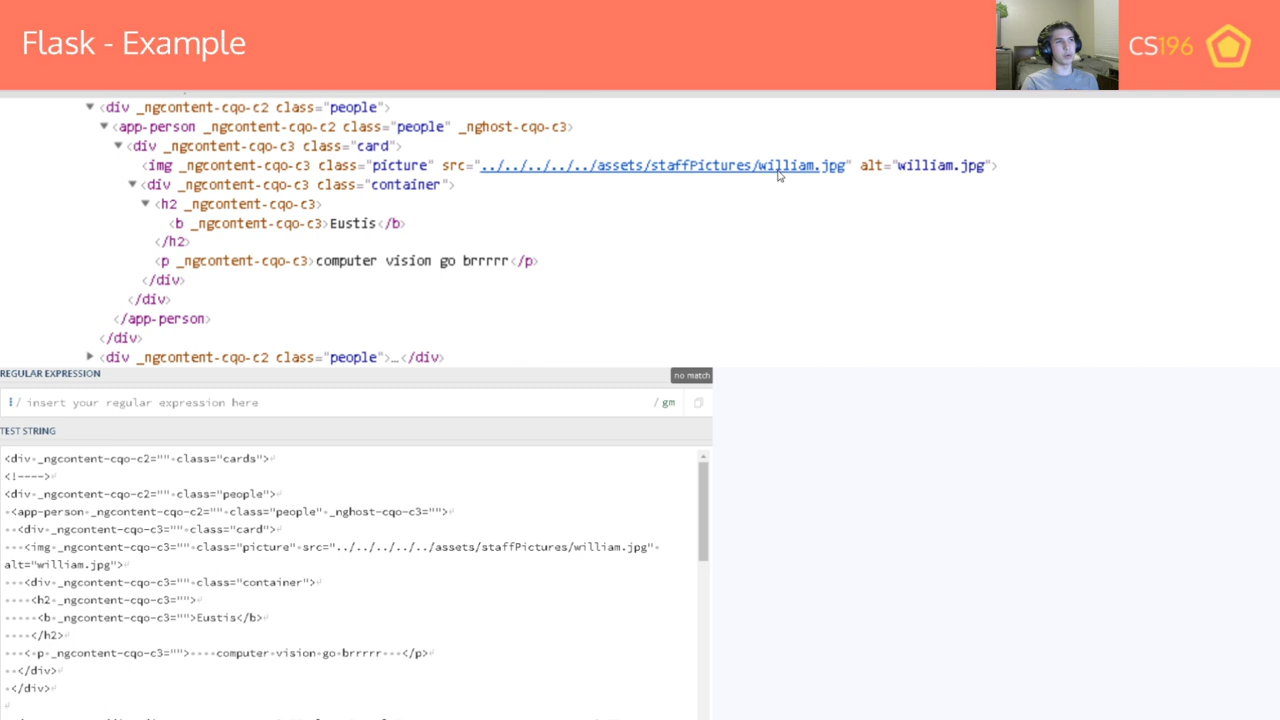 Flask - Example
CS196
<div _ngcontent-cqo-c2 class="people">
<app-person _ngcontent-cqo-c2 class="people" _nghost-cqo-c3>
<div _ngcontent-cqo-c3 class="card">
<img _ngcontent-cqo-c3 class="picture" src="../../../../../assets/staffPictures/william.jpg" alt="william.jpg">
<div _ngcontent-cqo-c3 class="container">
<h2 _ngcontent-cqo-c3>
<b _ngcontent-cqo-c3>Eustis</b>
</h2>
<p _ngcontent-cqo-c3>computer vision go brrrrr</p>
</div>
</div>
</app-person>
</div>
<div _ngcontent-cqo-c2 class="people">…</div>
REGULAR EXPRESSION
no match
/ insert your regular expression here / gm
TEST STRING
<div·_ngcontent-cqo-c2=""·class="cards">
<!---->
<div·_ngcontent-cqo-c2=""·class="people">
·<app-person·_ngcontent-cqo-c2=""·class="people"·_nghost-cqo-c3="">
··<div·_ngcontent-cqo-c3=""·class="card">
···<img·_ngcontent-cqo-c3=""·class="picture"·src="../../../../../assets/staffPictures/william.jpg"·
alt="william.jpg">
···<div·_ngcontent-cqo-c3=""·class="container">
····<h2·_ngcontent-cqo-c3="">
·····<b·_ngcontent-cqo-c3="">Eustis</b>
····</h2>
····<p·_ngcontent-cqo-c3="">····computer·vision·go·brrrrr···</p>
··</div>
·</div>